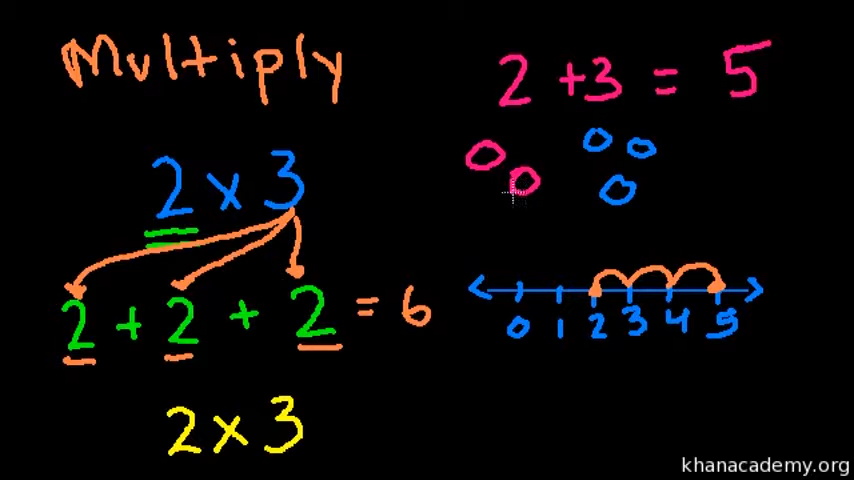 Multiply
2 x 3
2 + 2 + 2 = 6
2 x 3
2 + 3 = 5
0 1 2 3 4 5
khanacademy.org